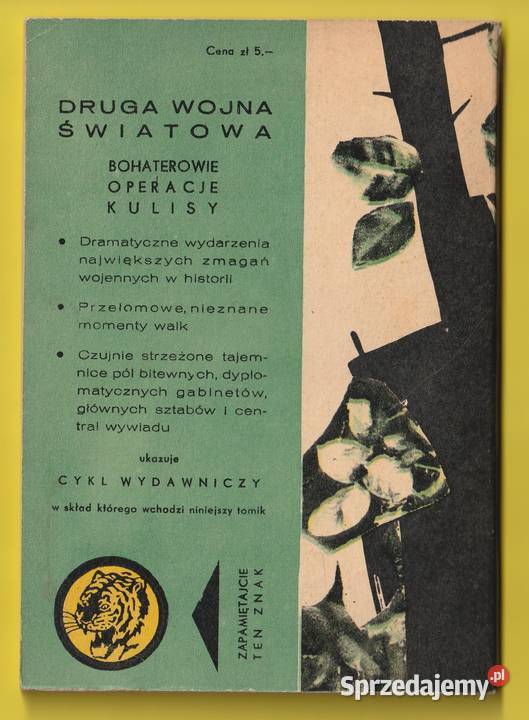 Cena zł 5.–
DRUGA WOJNA
ŚWIATOWA
BOHATEROWIE
OPERACJE
KULISY
• Dramatyczne wydarzenia
największych zmagań
wojennych w historii
• Przełomowe, nieznane
momenty walk
• Czujnie strzeżone tajem-
nice pól bitewnych, dyplo-
matycznych gabinetów,
głównych sztabów i cen-
tral wywiadu
ukazuje
CYKL WYDAWNICZY
w skład którego wchodzi niniejszy tomik
ZAPAMIĘTAJCIE
TEN ZNAK
Sprzedajemy.pl